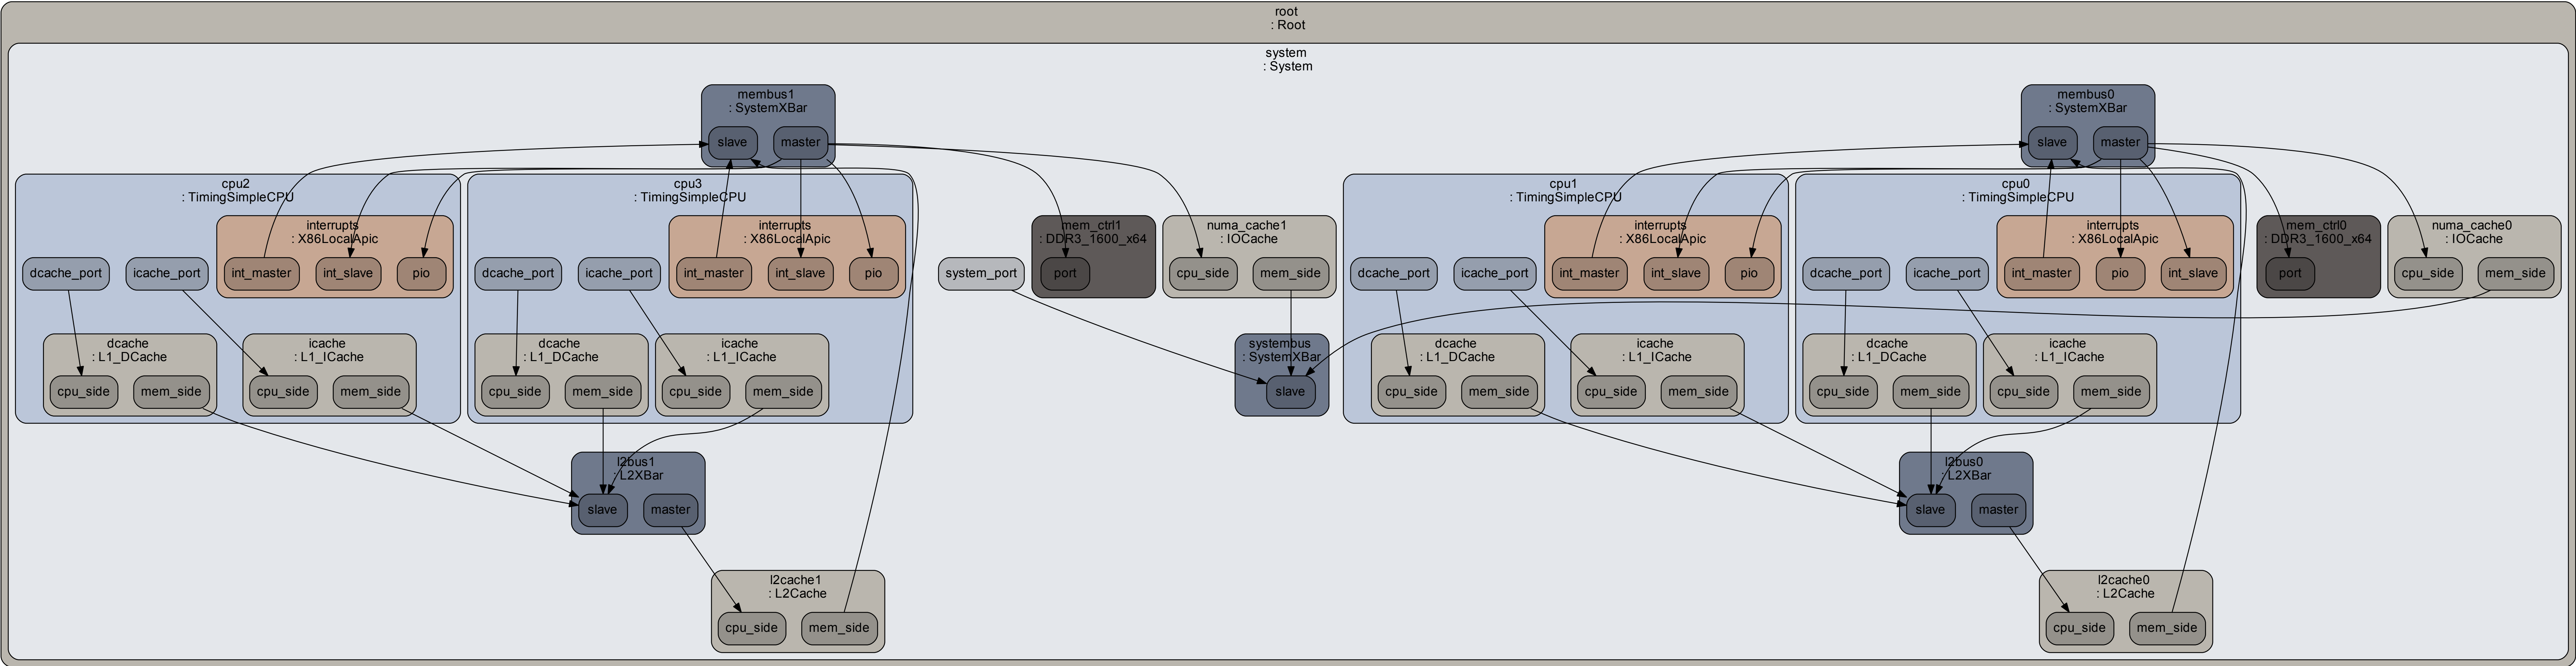 root
: Root
system
: System
membus1
: SystemXBar
slave
master
membus0
: SystemXBar
slave
master
cpu2
: TimingSimpleCPU
interrupts
: X86LocalApic
dcache_port
icache_port
int_master
int_slave
pio
dcache
: L1_DCache
cpu_side
mem_side
icache
: L1_ICache
cpu_side
mem_side
cpu3
: TimingSimpleCPU
interrupts
: X86LocalApic
dcache_port
icache_port
int_master
int_slave
pio
dcache
: L1_DCache
cpu_side
mem_side
icache
: L1_ICache
cpu_side
mem_side
system_port
mem_ctrl1
: DDR3_1600_x64
port
numa_cache1
: IOCache
cpu_side
mem_side
systembus
: SystemXBar
slave
cpu1
: TimingSimpleCPU
interrupts
: X86LocalApic
dcache_port
icache_port
int_master
int_slave
pio
dcache
: L1_DCache
cpu_side
mem_side
icache
: L1_ICache
cpu_side
mem_side
cpu0
: TimingSimpleCPU
interrupts
: X86LocalApic
dcache_port
icache_port
int_master
pio
int_slave
dcache
: L1_DCache
cpu_side
mem_side
icache
: L1_ICache
cpu_side
mem_side
mem_ctrl0
: DDR3_1600_x64
port
numa_cache0
: IOCache
cpu_side
mem_side
l2bus1
: L2XBar
slave
master
l2bus0
: L2XBar
slave
master
l2cache1
: L2Cache
cpu_side
mem_side
l2cache0
: L2Cache
cpu_side
mem_side